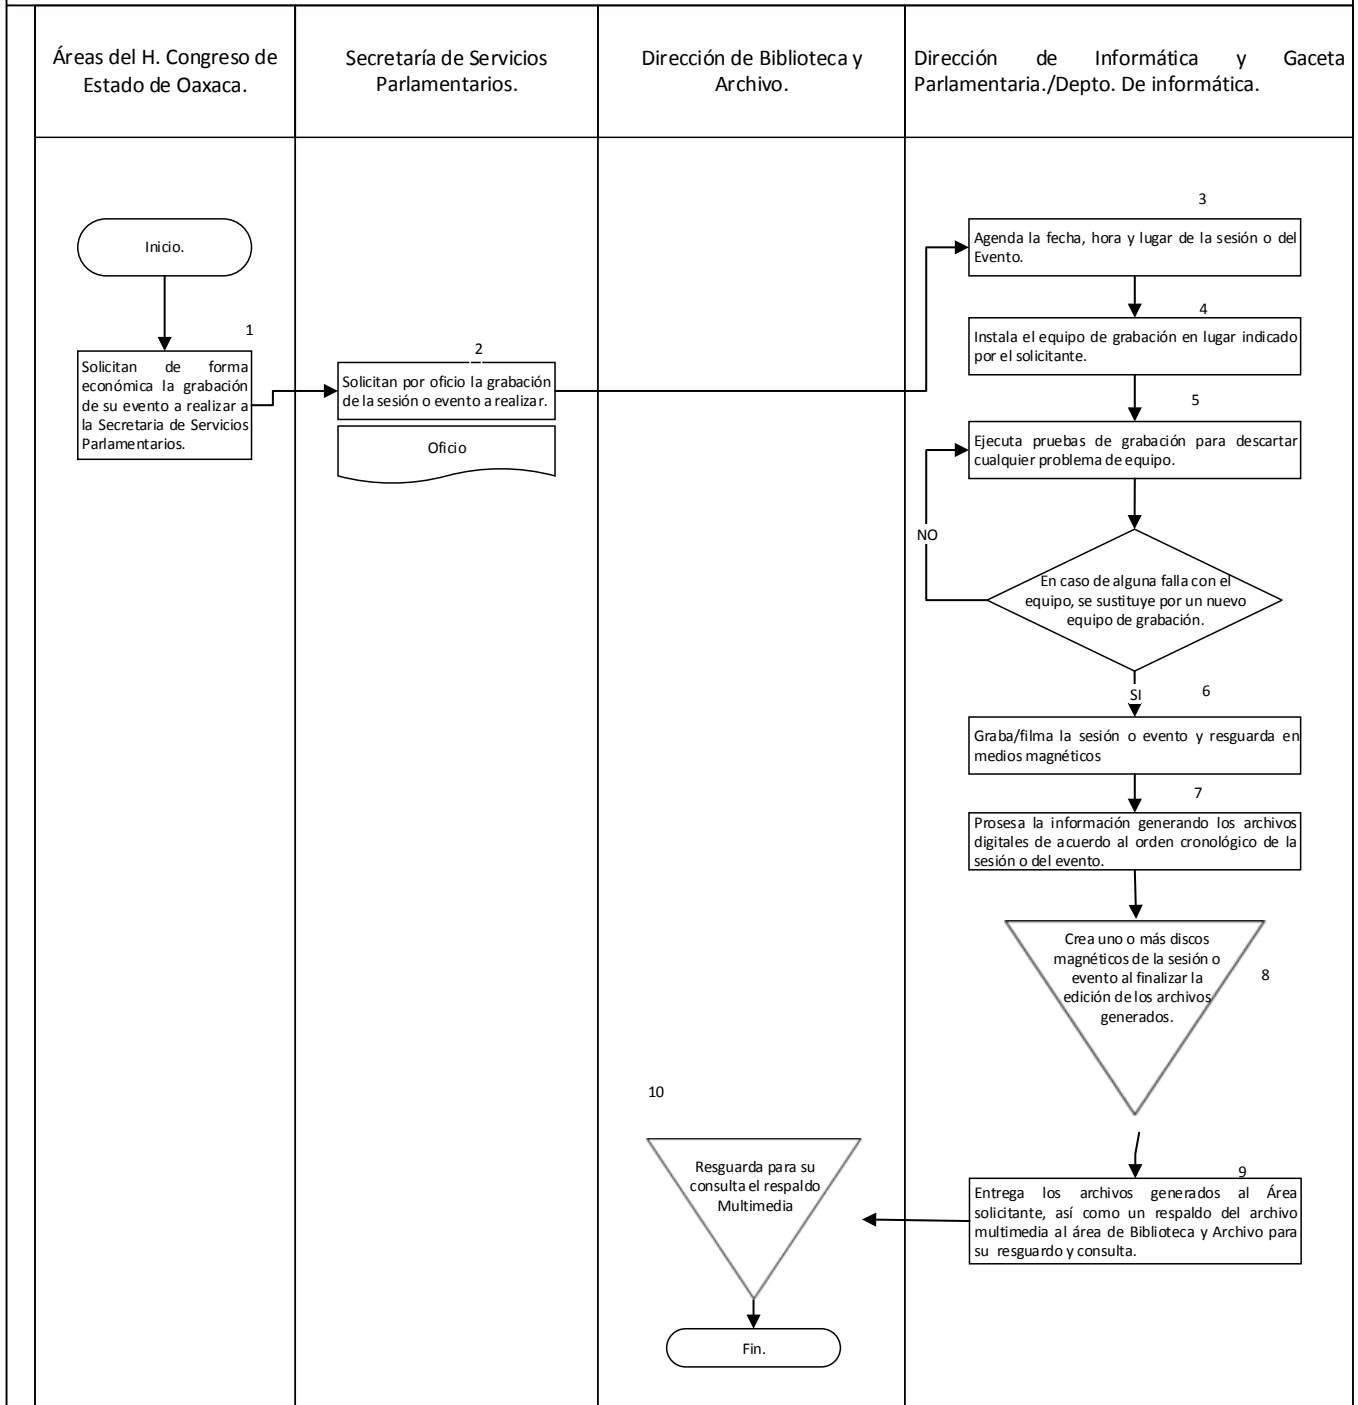 Áreas del H. Congreso de
Estado de Oaxaca.
Secretaría de Servicios
Parlamentarios.
Dirección de Biblioteca y
Archivo.
Dirección de Informática y Gaceta
Parlamentaria./Depto. De informática.
Inicio.
1
Solicitan de forma
económica la grabación
de su evento a realizar a
la Secretaria de Servicios
Parlamentarios.
2
Solicitan por oficio la grabación
de la sesión o evento a realizar.
Oficio
3
Agenda la fecha, hora y lugar de la sesión o del
Evento.
4
Instala el equipo de grabación en lugar indicado
por el solicitante.
5
Ejecuta pruebas de grabación para descartar
cualquier problema de equipo.
NO
En caso de alguna falla con el
equipo, se sustituye por un nuevo
equipo de grabación.
SI
6
Graba/filma la sesión o evento y resguarda en
medios magnéticos
7
Prosesa la información generando los archivos
digitales de acuerdo al orden cronológico de la
sesión o del evento.
Crea uno o más discos
magnéticos de la sesión o
evento al finalizar la
edición de los archivos
generados.
8
9
Entrega los archivos generados al Área
solicitante, así como un respaldo del archivo
multimedia al área de Biblioteca y Archivo para
su resguardo y consulta.
10
Resguarda para su
consulta el respaldo
Multimedia
Fin.